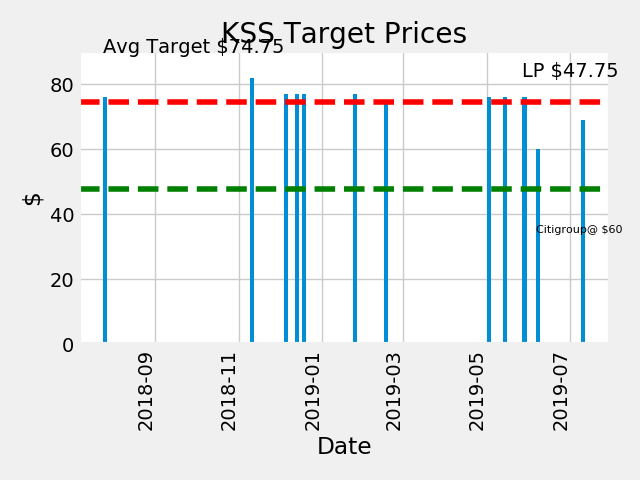 KSS Target Prices
Avg Target $74.75
LP $47.75
80
60
40
20
0
$
Citigroup@ $60
2018-09
2018-11
2019-01
2019-03
2019-05
2019-07
Date